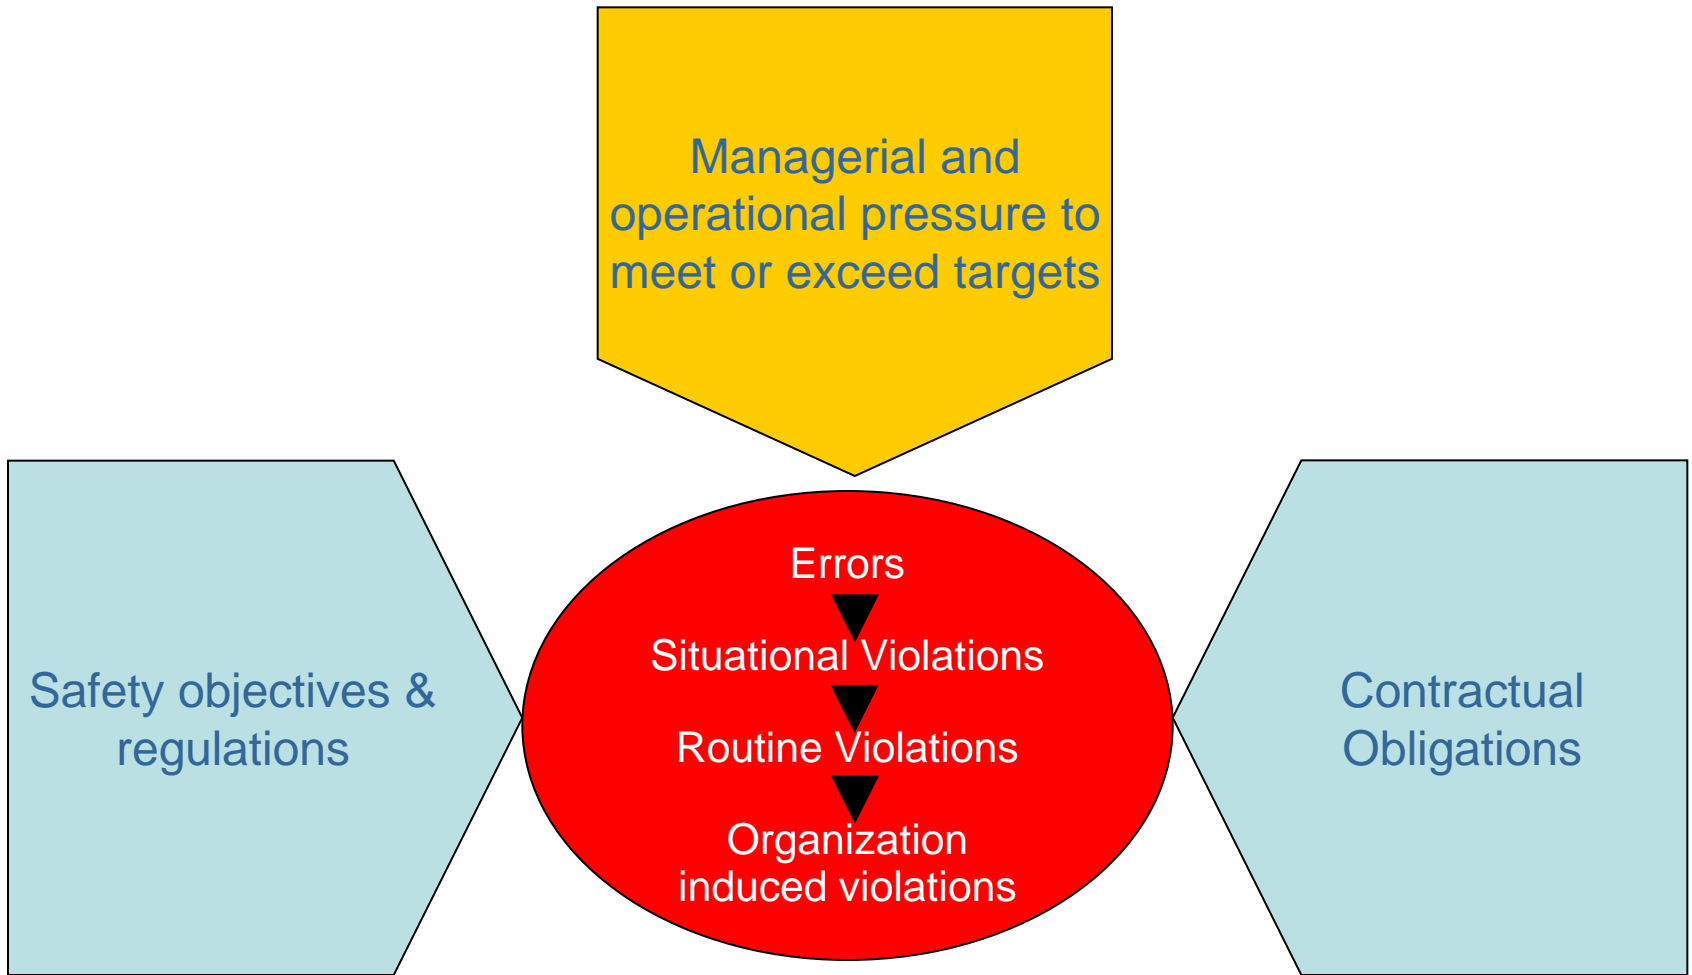 Managerial and
operational pressure to
meet or exceed targets
Errors
Situational Violations
Routine Violations
Organization
induced violations
Safety objectives &
regulations
Contractual
Obligations